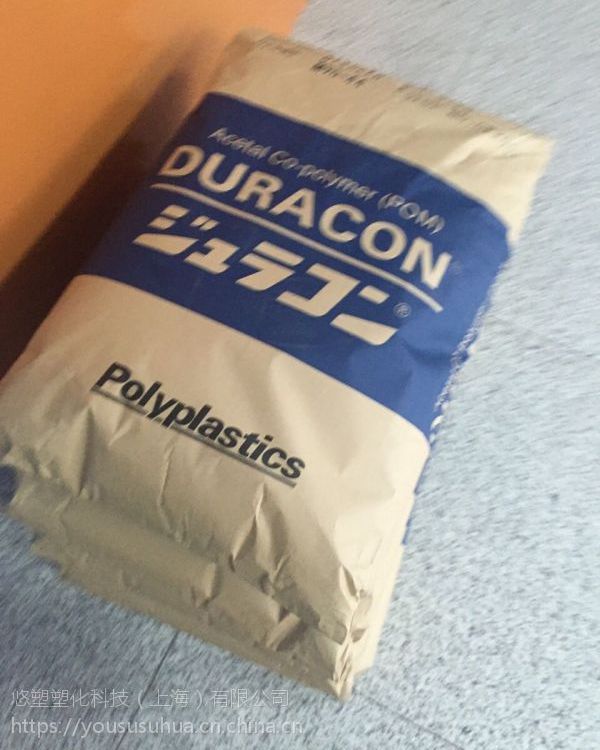 Acetal Co-polymer (POM)
DURACON
ジュラコン®
Polyplastics
悠塑塑化科技（上海）有限公司
https://yousuhua.cn.china.cn